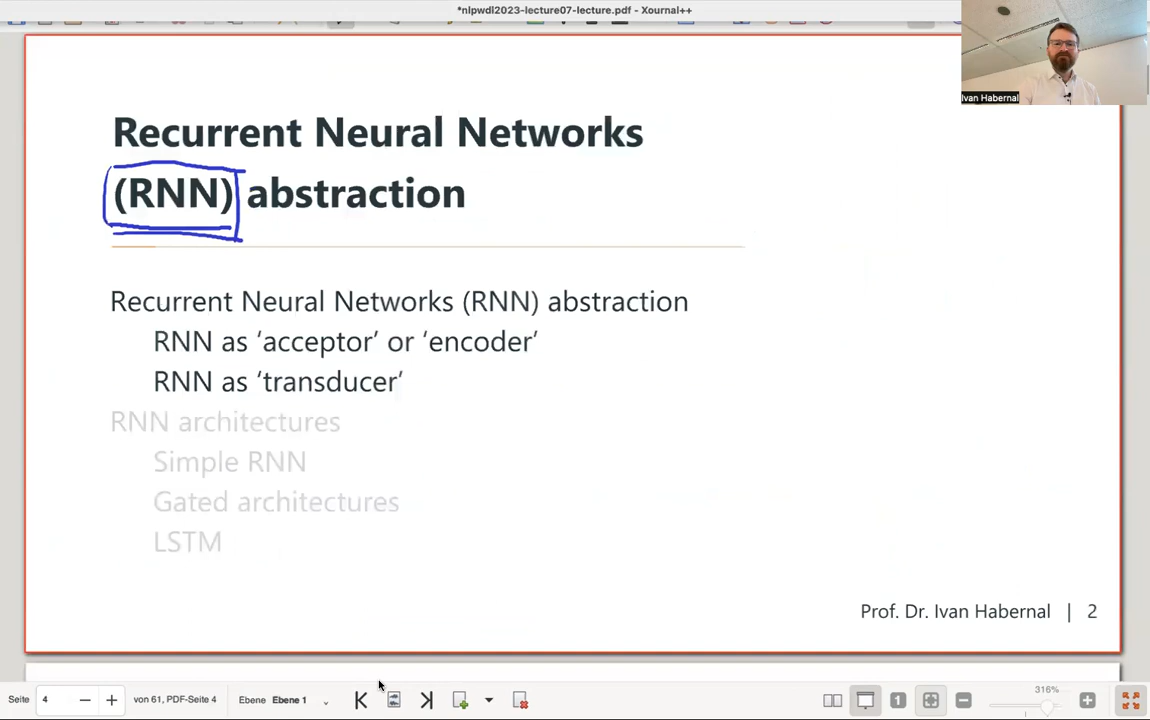 *nlpwdl2023-lecture07-lecture.pdf - Xournal++
Ivan Habernal
Recurrent Neural Networks
(RNN) abstraction
Recurrent Neural Networks (RNN) abstraction
RNN as ‘acceptor’ or ‘encoder’
RNN as ‘transducer’
RNN architectures
Simple RNN
Gated architectures
LSTM
Prof. Dr. Ivan Habernal | 2
Seite 4 von 61, PDF-Seite 4 Ebene Ebene 1 1 316%